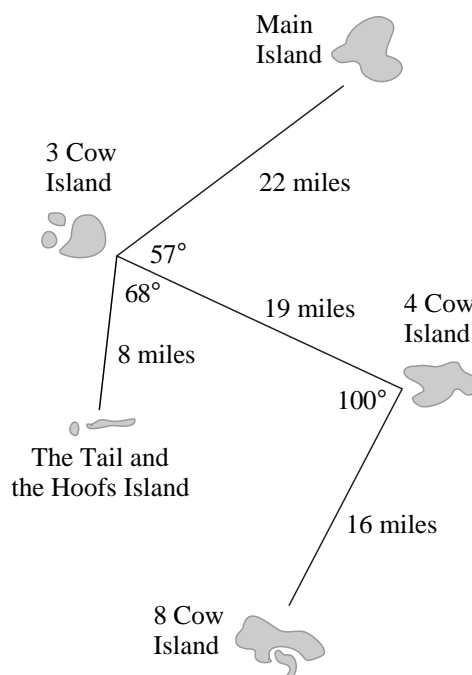 Main
Island
3 Cow
Island
22 miles
57°
68°
19 miles
4 Cow
Island
8 miles
100°
The Tail and
the Hoofs Island
16 miles
8 Cow
Island